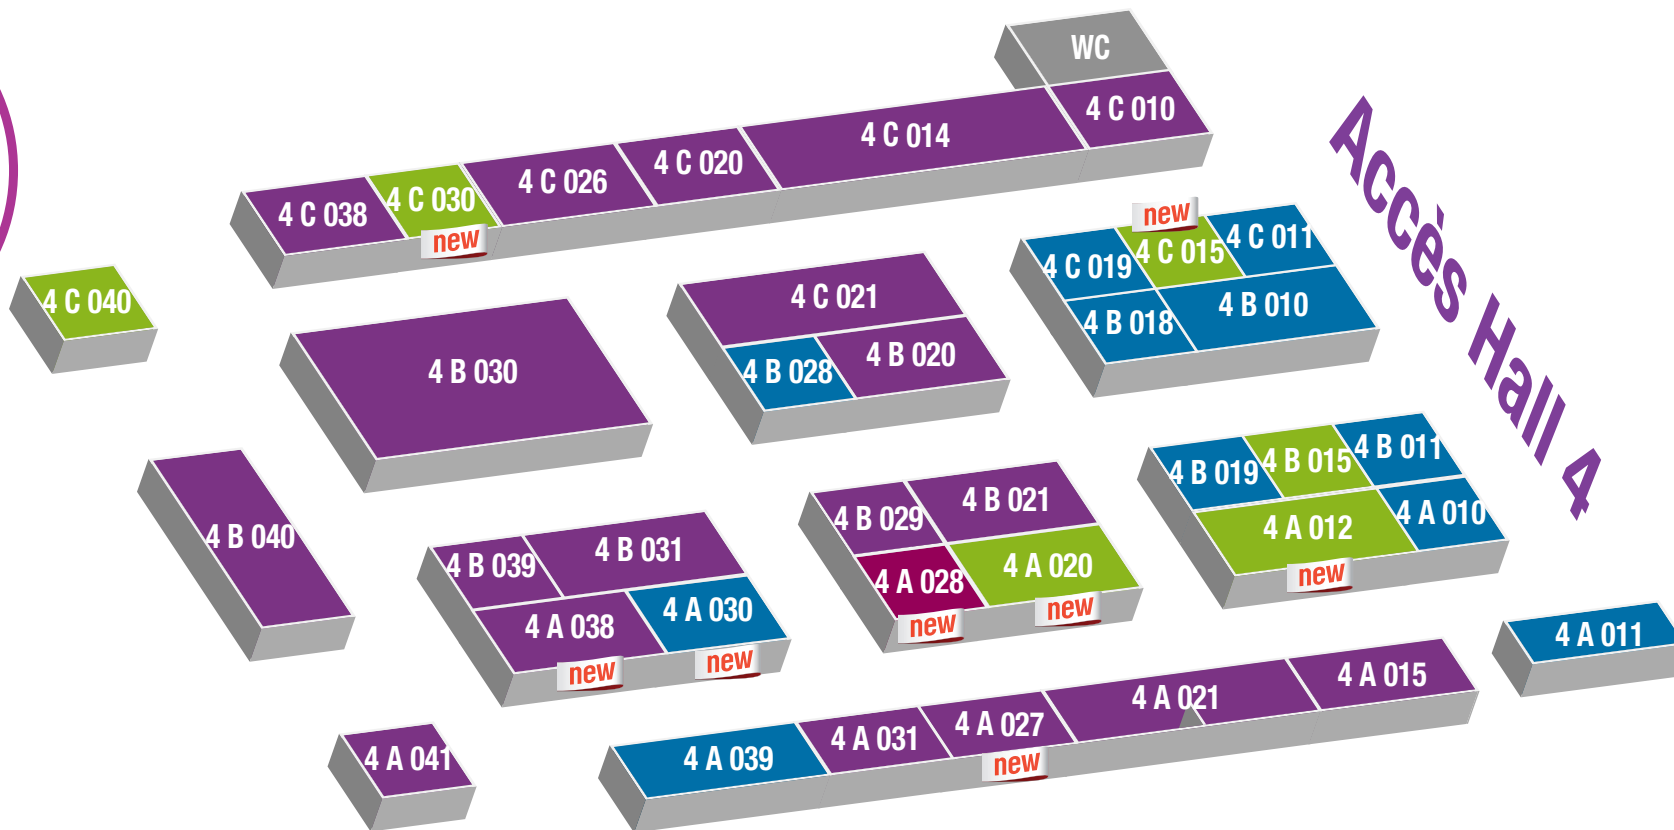 WC
4 C 010
4 C 014
4 C 020
4 C 026
4 C 030
new
4 C 038
Accès Hall 4
new
4 C 011
4 C 015
4 C 019
4 B 010
4 B 018
4 C 021
4 B 020
4 B 028
4 C 040
4 B 030
4 B 040
4 B 011
4 B 015
4 B 019
4 A 010
4 A 012
new
4 B 021
4 B 029
4 A 020
new
4 A 028
new
4 B 031
4 B 039
4 A 030
new
4 A 038
new
4 A 011
4 A 015
4 A 021
4 A 027
new
4 A 031
4 A 039
4 A 041